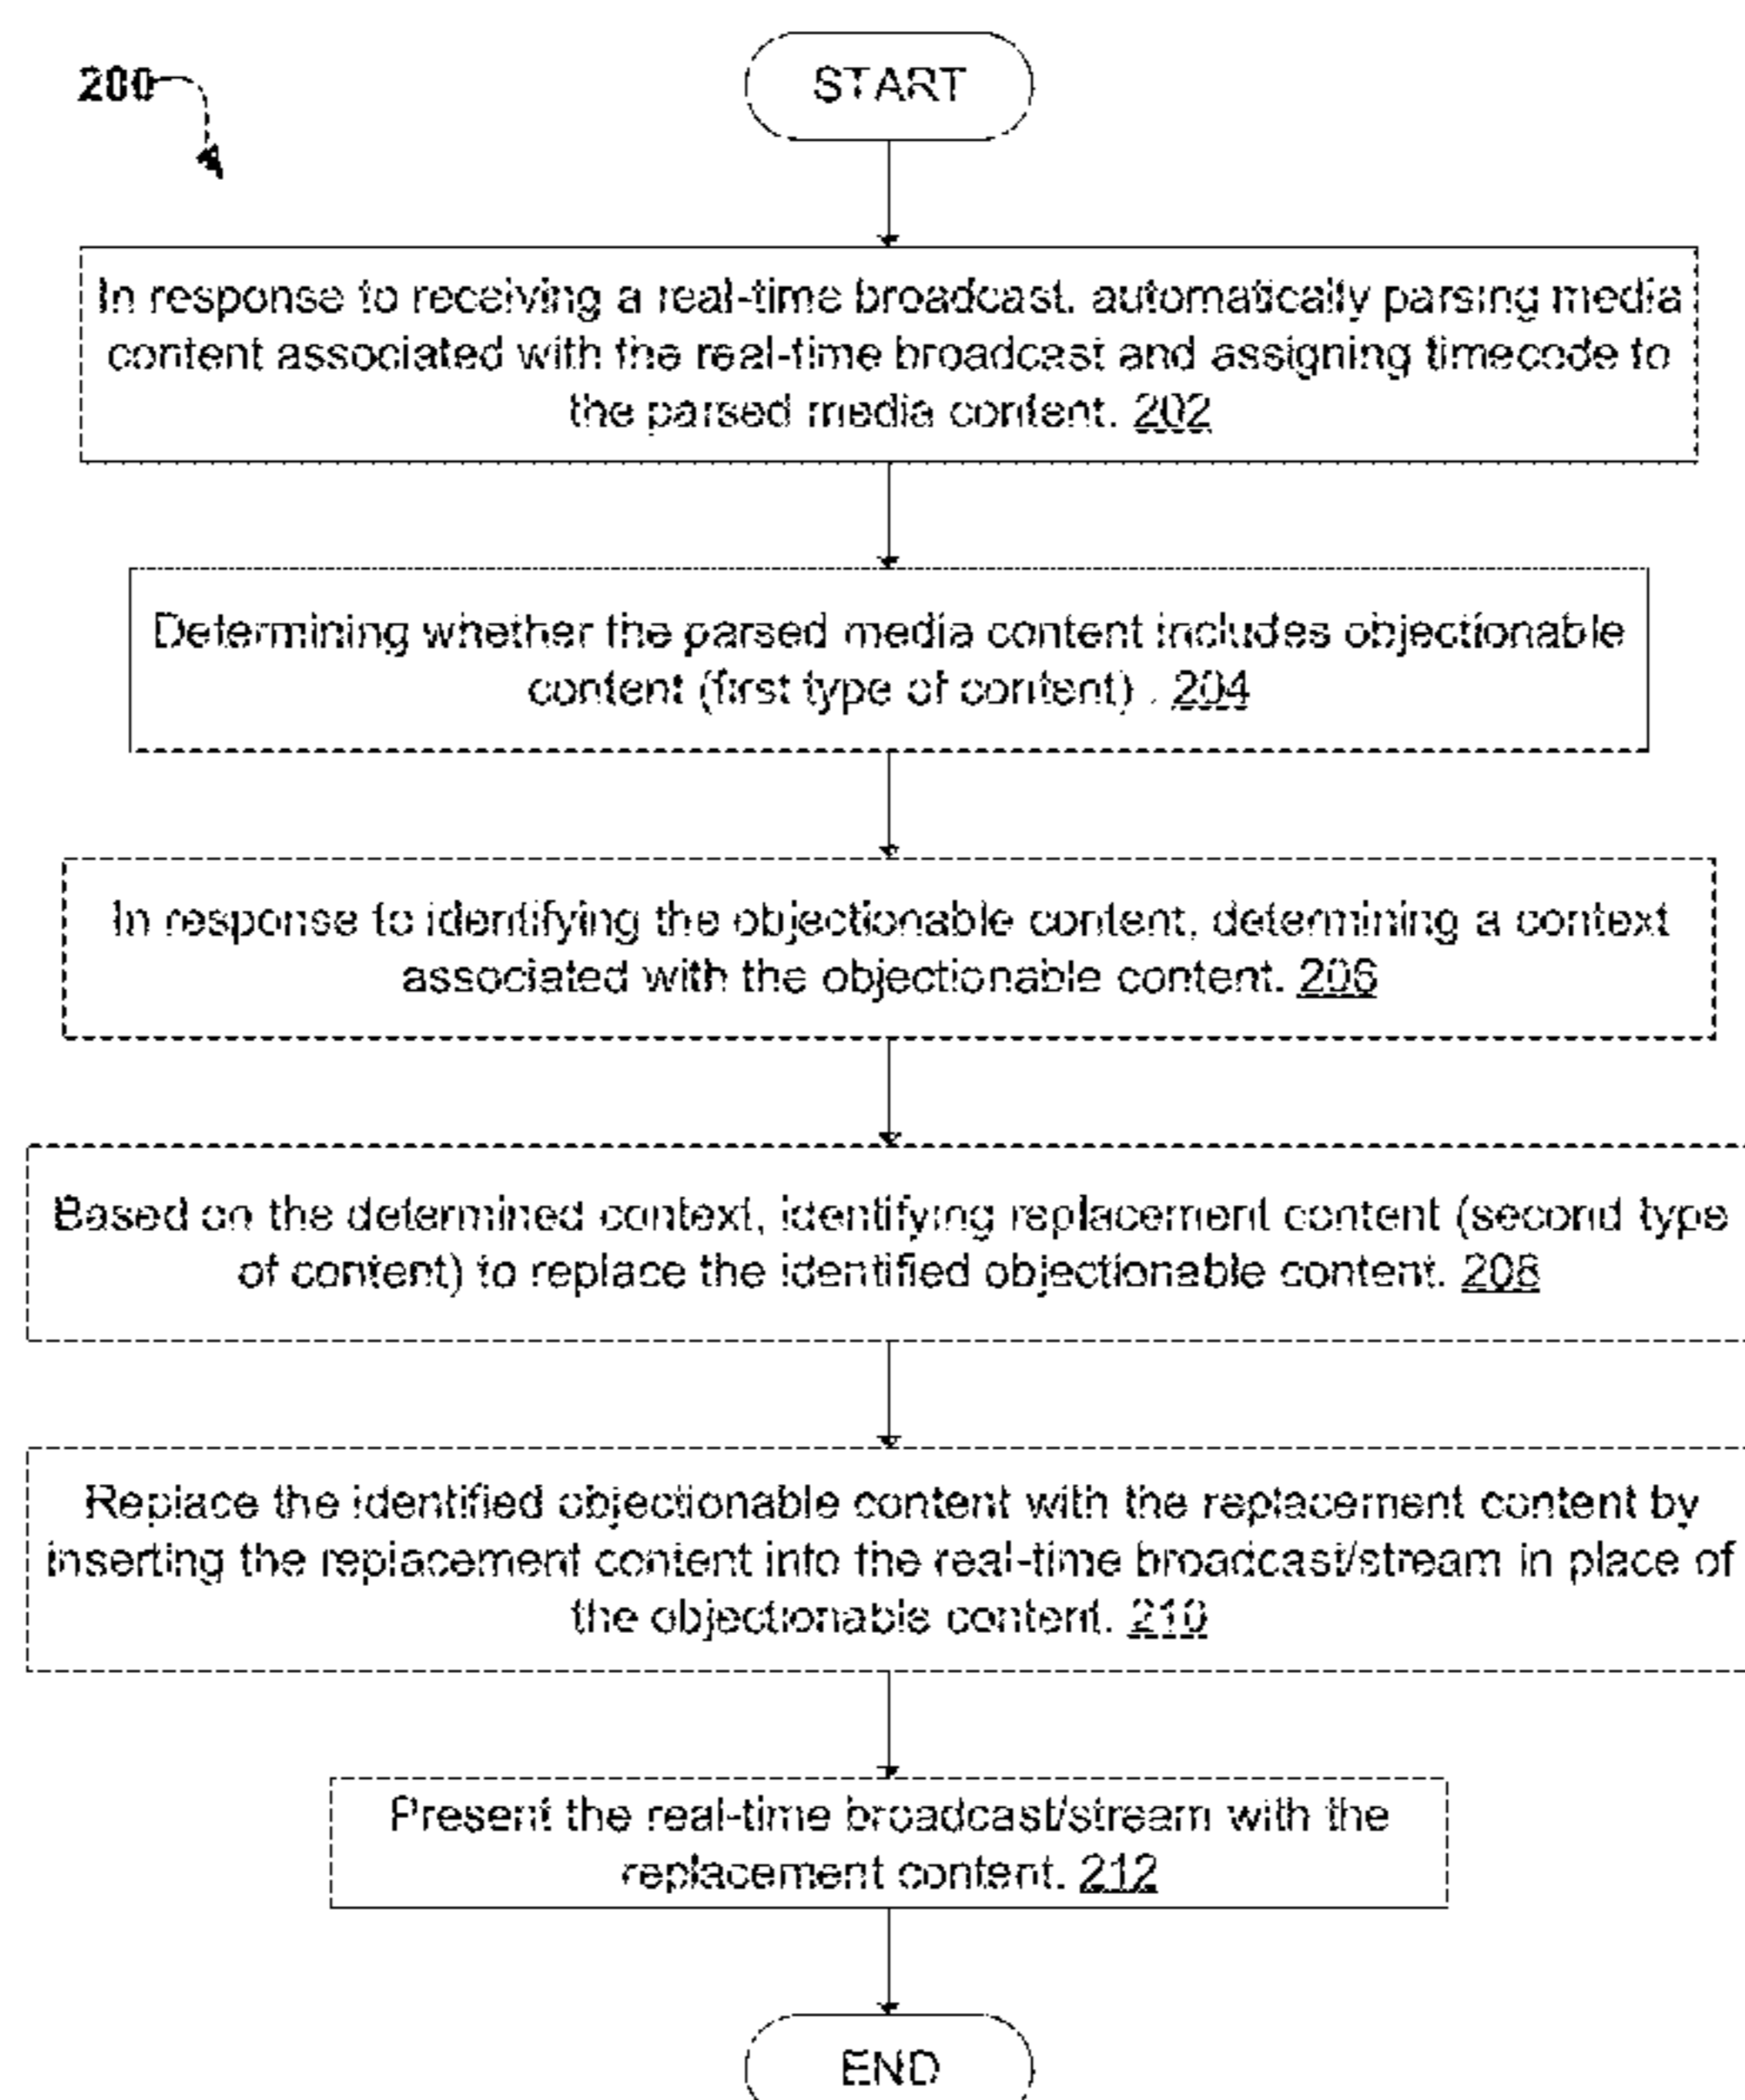 200
START
In response to receiving a real-time broadcast, automatically parsing media
content associated with the real-time broadcast and assigning timecode to
the parsed media content. 202
Determining whether the parsed media content includes objectionable
content (first type of content) . 204
In response to identifying the objectionable content, determining a context
associated with the objectionable content. 206
Based on the determined context, identifying replacement content (second type
of content) to replace the identified objectionable content. 208
Replace the identified objectionable content with the replacement content by
inserting the replacement content into the real-time broadcast/stream in place of
the objectionable content. 210
Present the real-time broadcast/stream with the
replacement content. 212
END